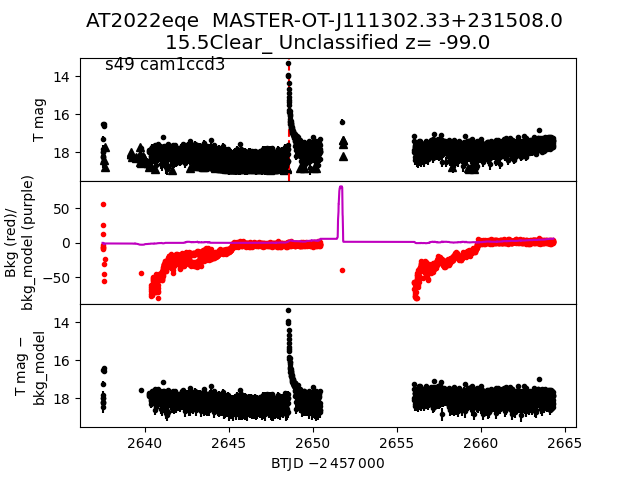 AT2022eqe  MASTER-OT-J111302.33+231508.0
15.5Clear_ Unclassified z= -99.0
s49 cam1ccd3
T mag
14
16
18
Bkg (red)/
bkg_model (purple)
50
0
−50
T mag −
bkg_model
14
16
18
2640 2645 2650 2655 2660 2665
BTJD −2 457 000